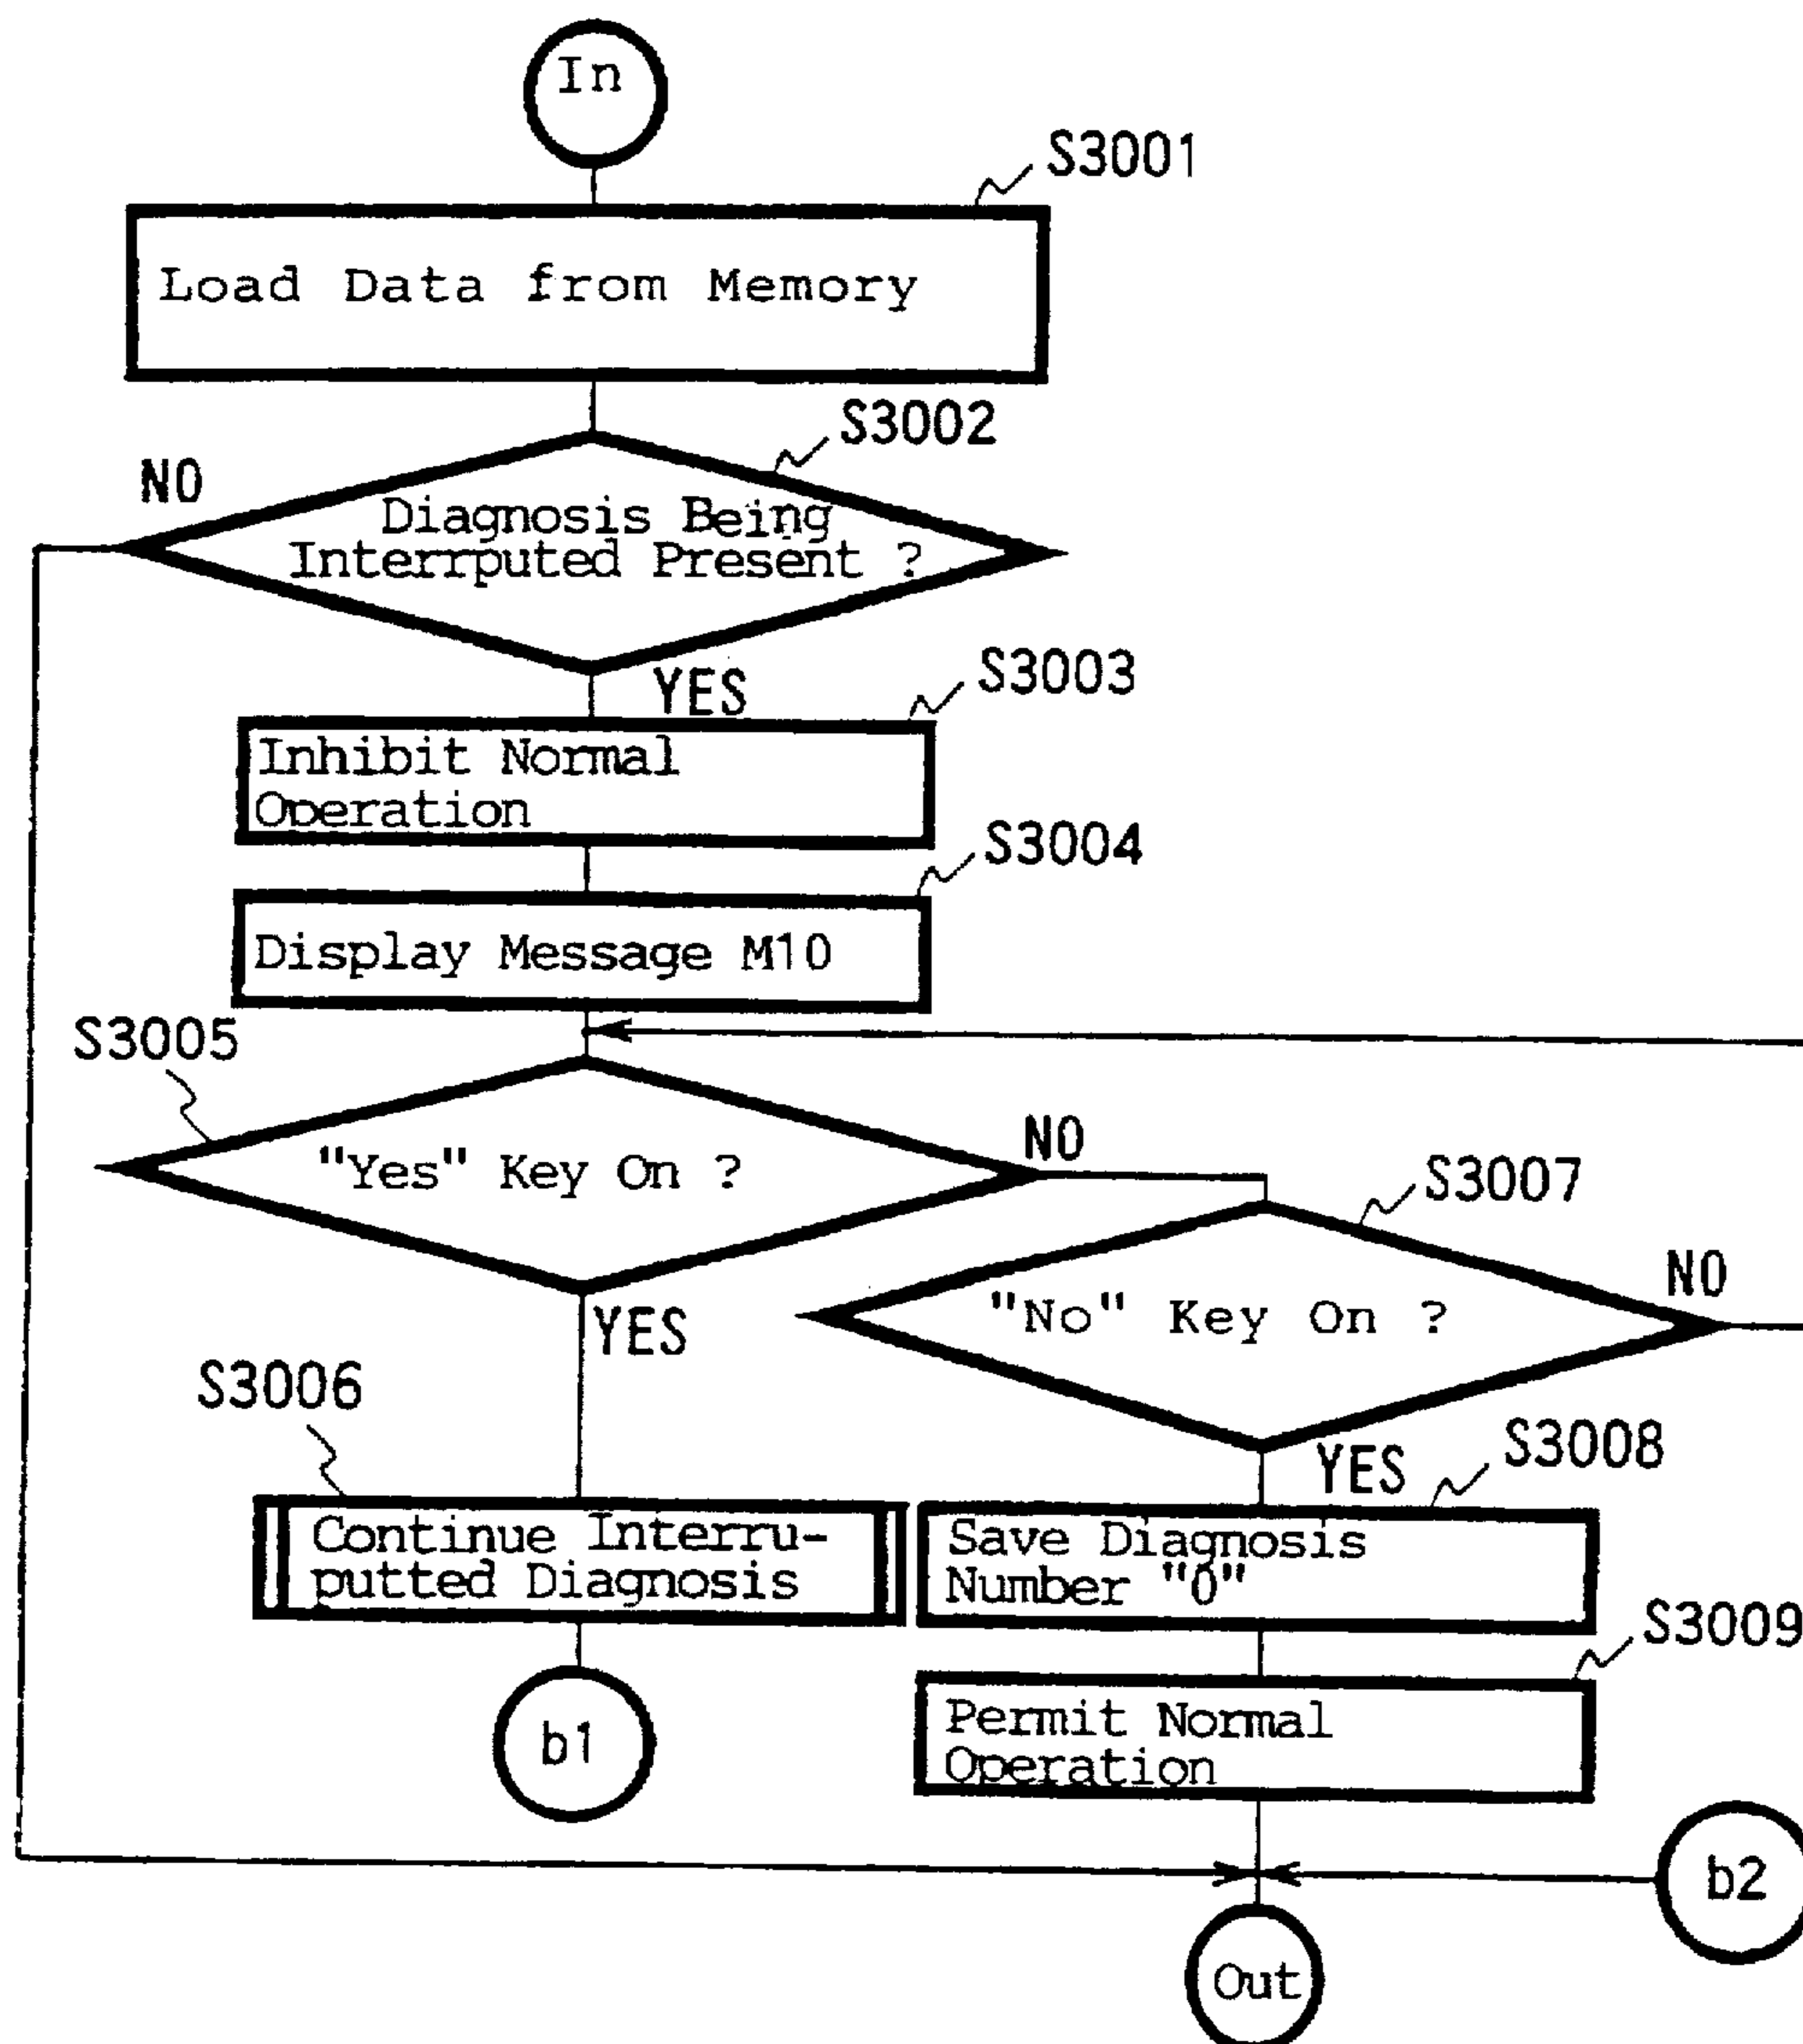 In
S3001
Load Data from Memory
S3002
NO
Diagnosis Being
Interrputed Present ?
YES
S3003
Inhibit Normal
Operation
S3004
Display Message M10
S3005
"Yes" Key On ?
NO
S3007
"No" Key On ?
NO
YES
S3006
YES
S3008
Continue Interru-
putted Diagnosis
Save Diagnosis
Number "0"
S3009
Permit Normal
Operation
b1
b2
Out